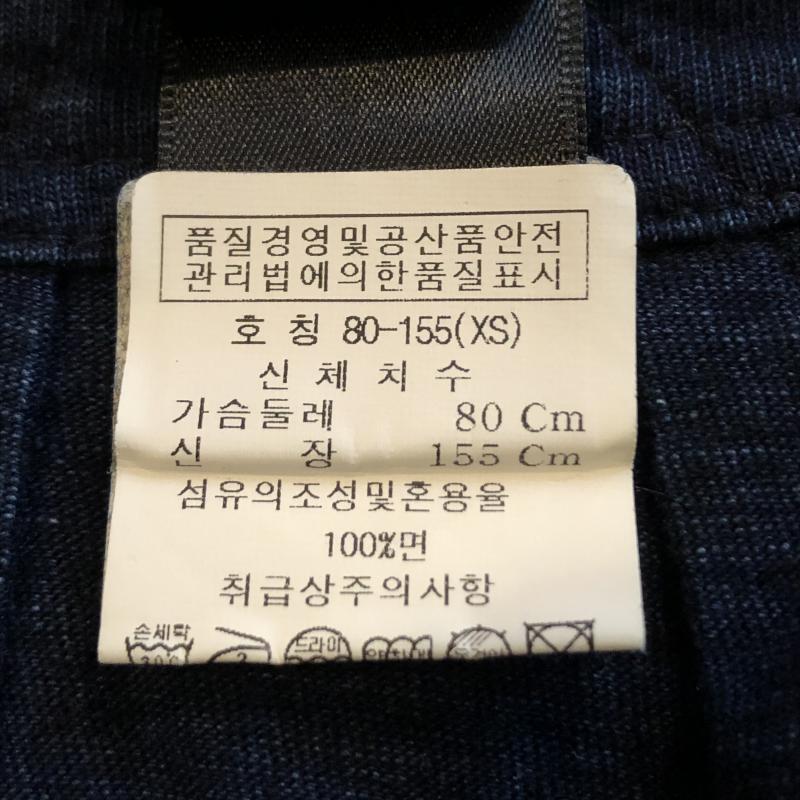 품질경영및공산품안전
관리법에의한품질표시
호 칭 80-155(XS)
신 체 치 수
가슴둘레 80 Cm
신 장 155 Cm
섬유의조성및혼용율
100%면
취급상주의사항
손세탁 드라이
30℃ 2